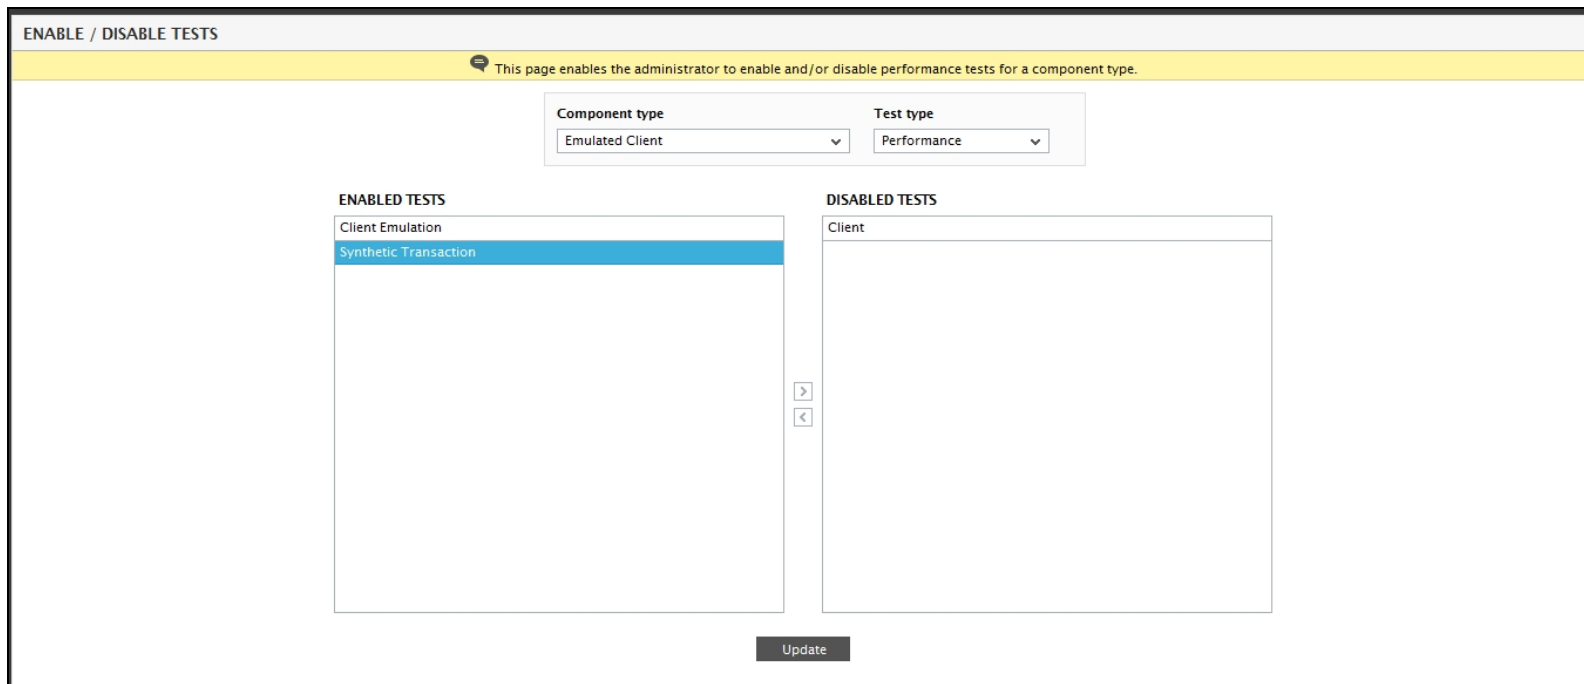 ENABLE / DISABLE TESTS
This page enables the administrator to enable and/or disable performance tests for a component type.
Component type
Test type
Emulated Client
Performance
ENABLED TESTS
DISABLED TESTS
Client Emulation
Client
Synthetic Transaction
Update